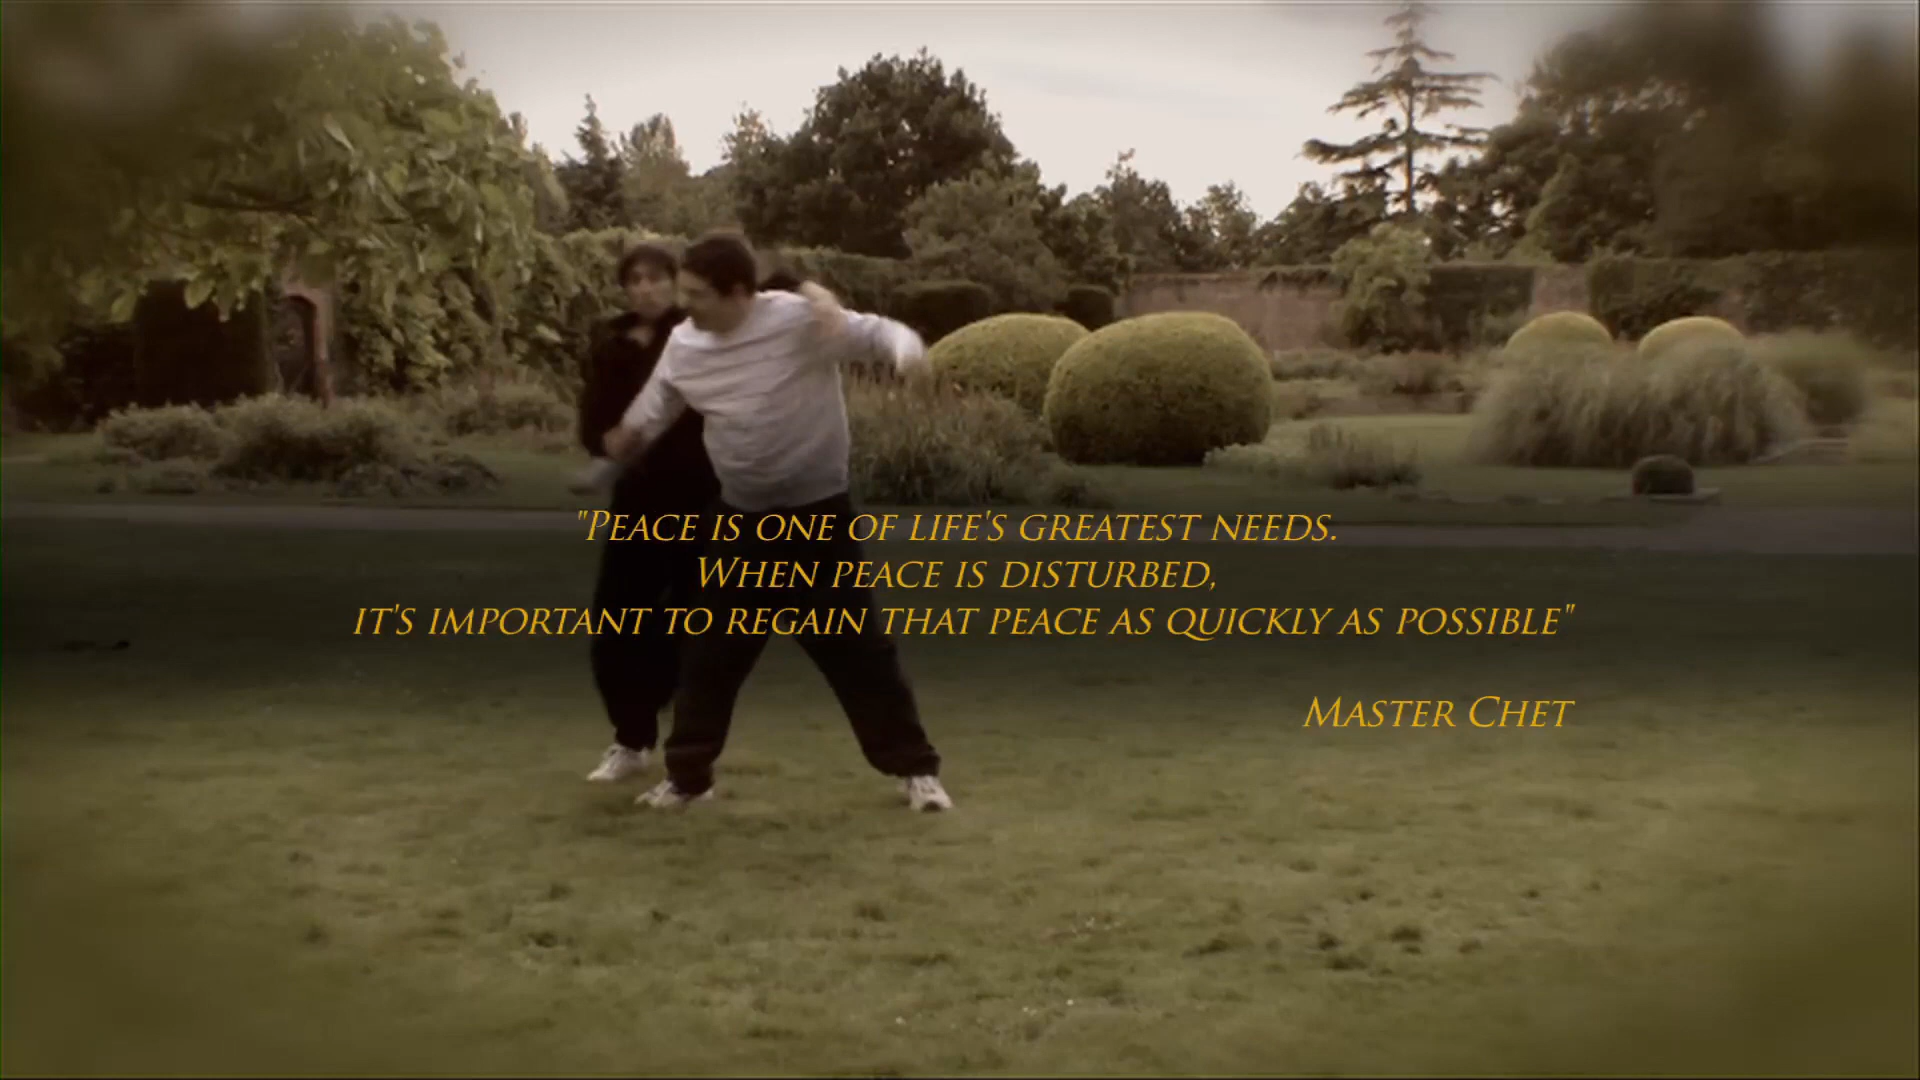 "Peace is one of life's greatest needs.
When peace is disturbed,
it's important to regain that peace as quickly as possible"
Master Chet